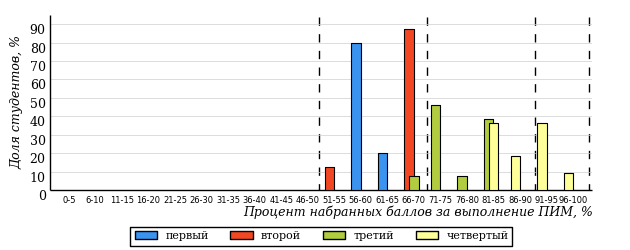 Доля студентов, %
90
80
70
60
50
40
30
20
10
0
0-5 6-10 11-15 16-20 21-25 26-30 31-35 36-40 41-45 46-50 51-55 56-60 61-65 66-70 71-75 76-80 81-85 86-90 91-95 96-100
Процент набранных баллов за выполнение ПИМ, %
первый второй третий четвертый